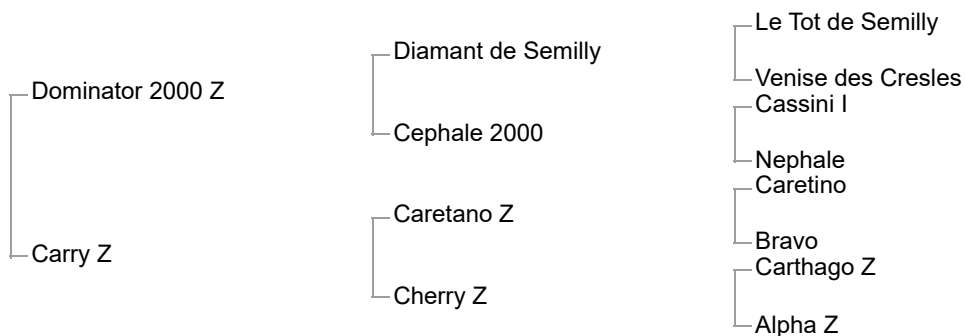 Le Tot de Semilly
Diamant de Semilly
Venise des Cresles
Dominator 2000 Z
Cassini I
Cephale 2000
Nephale
Caretino
Caretano Z
Bravo
Carry Z
Carthago Z
Cherry Z
Alpha Z